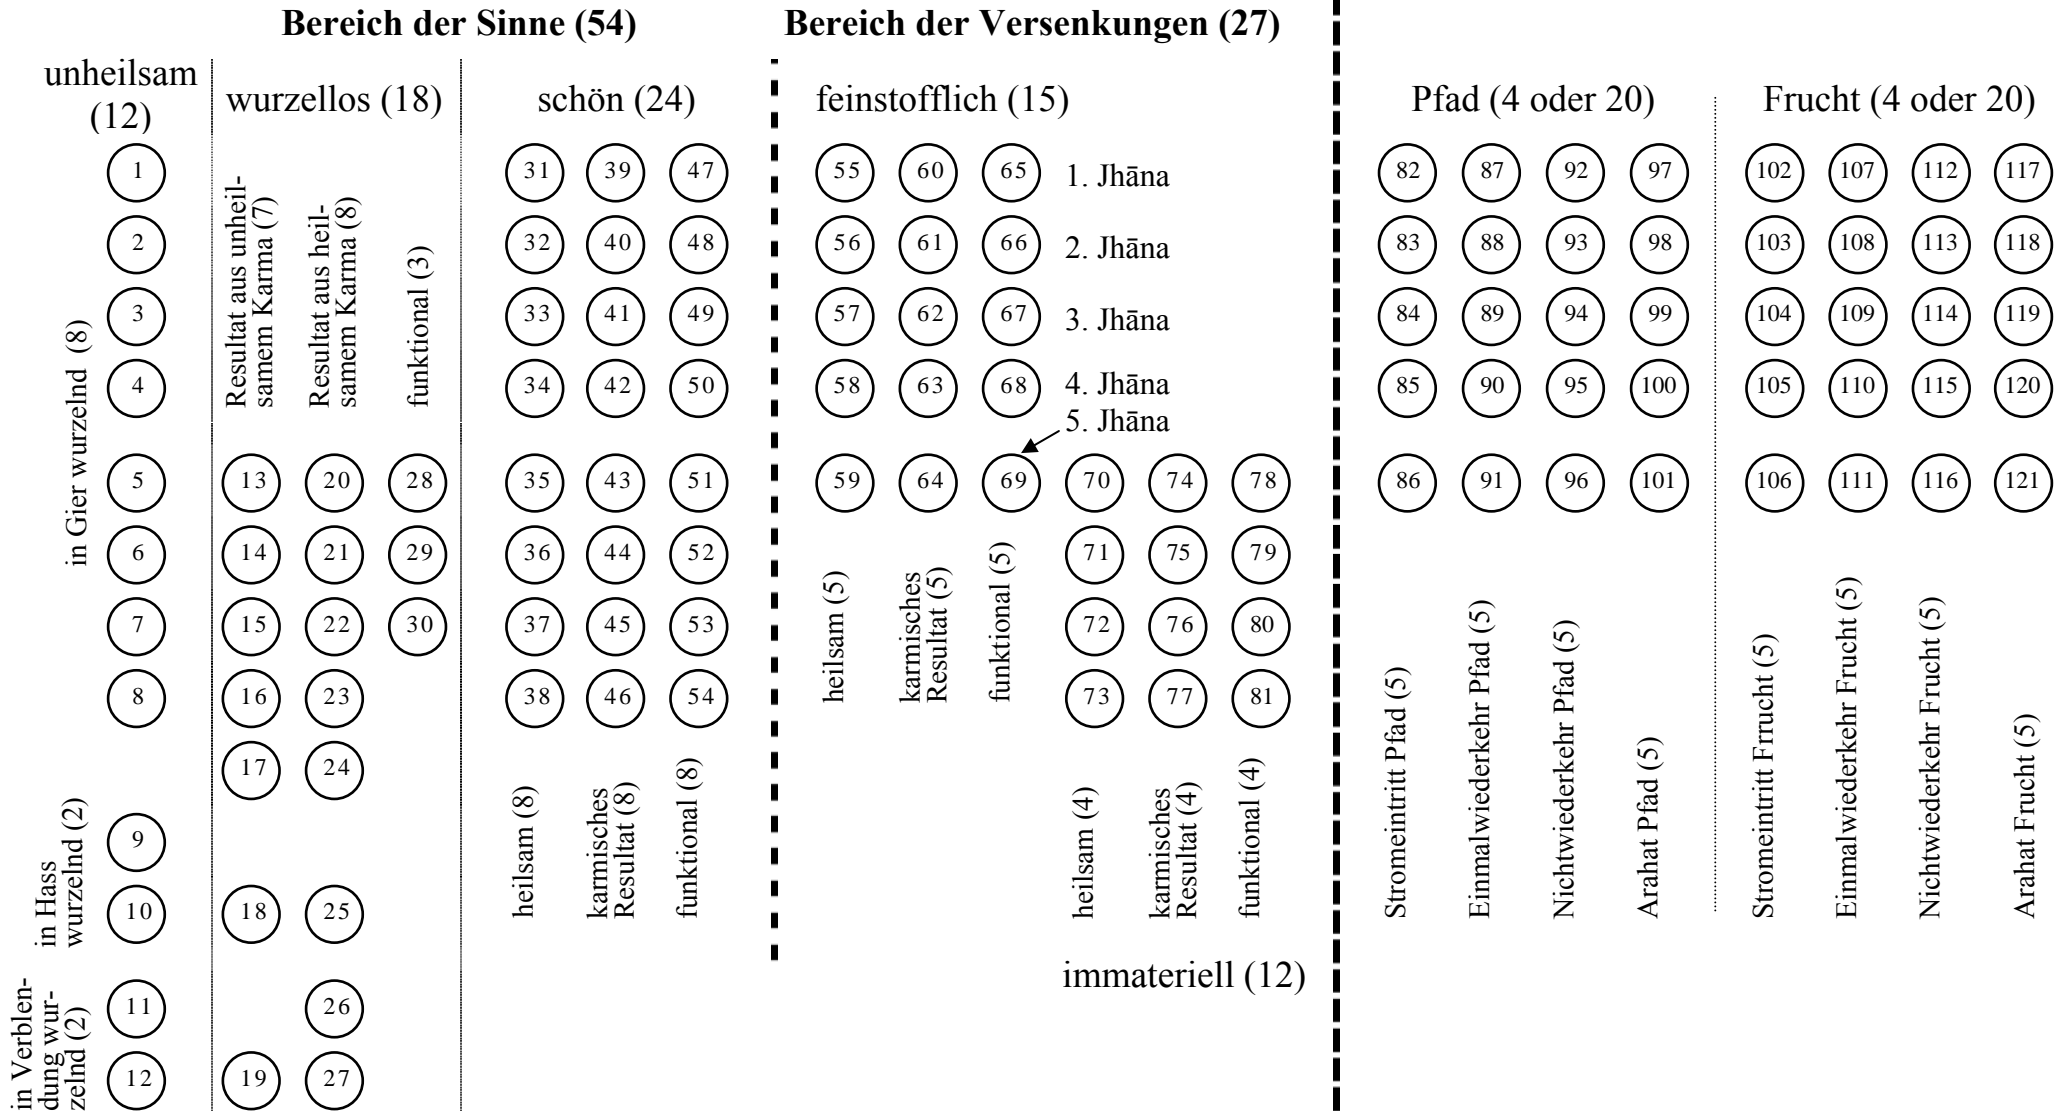 Bereich der Sinne (54)
Bereich der Versenkungen (27)
unheilsam
(12)
wurzellos (18)
schön (24)
feinstofflich (15)
Pfad (4 oder 20)
Frucht (4 oder 20)
in Gier wurzelnd (8)
in Hass
wurzelnd (2)
in Verblen-
dung wur-
zelnd (2)
Resultat aus unheil-
samem Karma (7)
Resultat aus heil-
samem Karma (8)
funktional (3)
1 31 39 47 55 60 65 1. Jhāna 82 87 92 97 102 107 112 117
2 32 40 48 56 61 66 2. Jhāna 83 88 93 98 103 108 113 118
3 33 41 49 57 62 67 3. Jhāna 84 89 94 99 104 109 114 119
4 34 42 50 58 63 68 4. Jhāna 85 90 95 100 105 110 115 120
5. Jhāna
5 13 20 28 35 43 51 59 64 69 70 74 78 86 91 96 101 106 111 116 121
6 14 21 29 36 44 52 71 75 79
7 15 22 30 37 45 53 72 76 80
8 16 23 38 46 54 73 77 81
17 24
9
10 18 25
11 26
12 19 27
heilsam (8)
karmisches
Resultat (8)
funktional (8)
heilsam (5)
karmisches
Resultat (5)
funktional (5)
heilsam (4)
karmisches
Resultat (4)
funktional (4)
immateriell (12)
Stromeintritt Pfad (5)
Einmalwiederkehr Pfad (5)
Nichtwiederkehr Pfad (5)
Arahat Pfad (5)
Stromeintritt Frrucht (5)
Einmalwiederkehr Frucht (5)
Nichtwiederkehr Frucht (5)
Arahat Frucht (5)